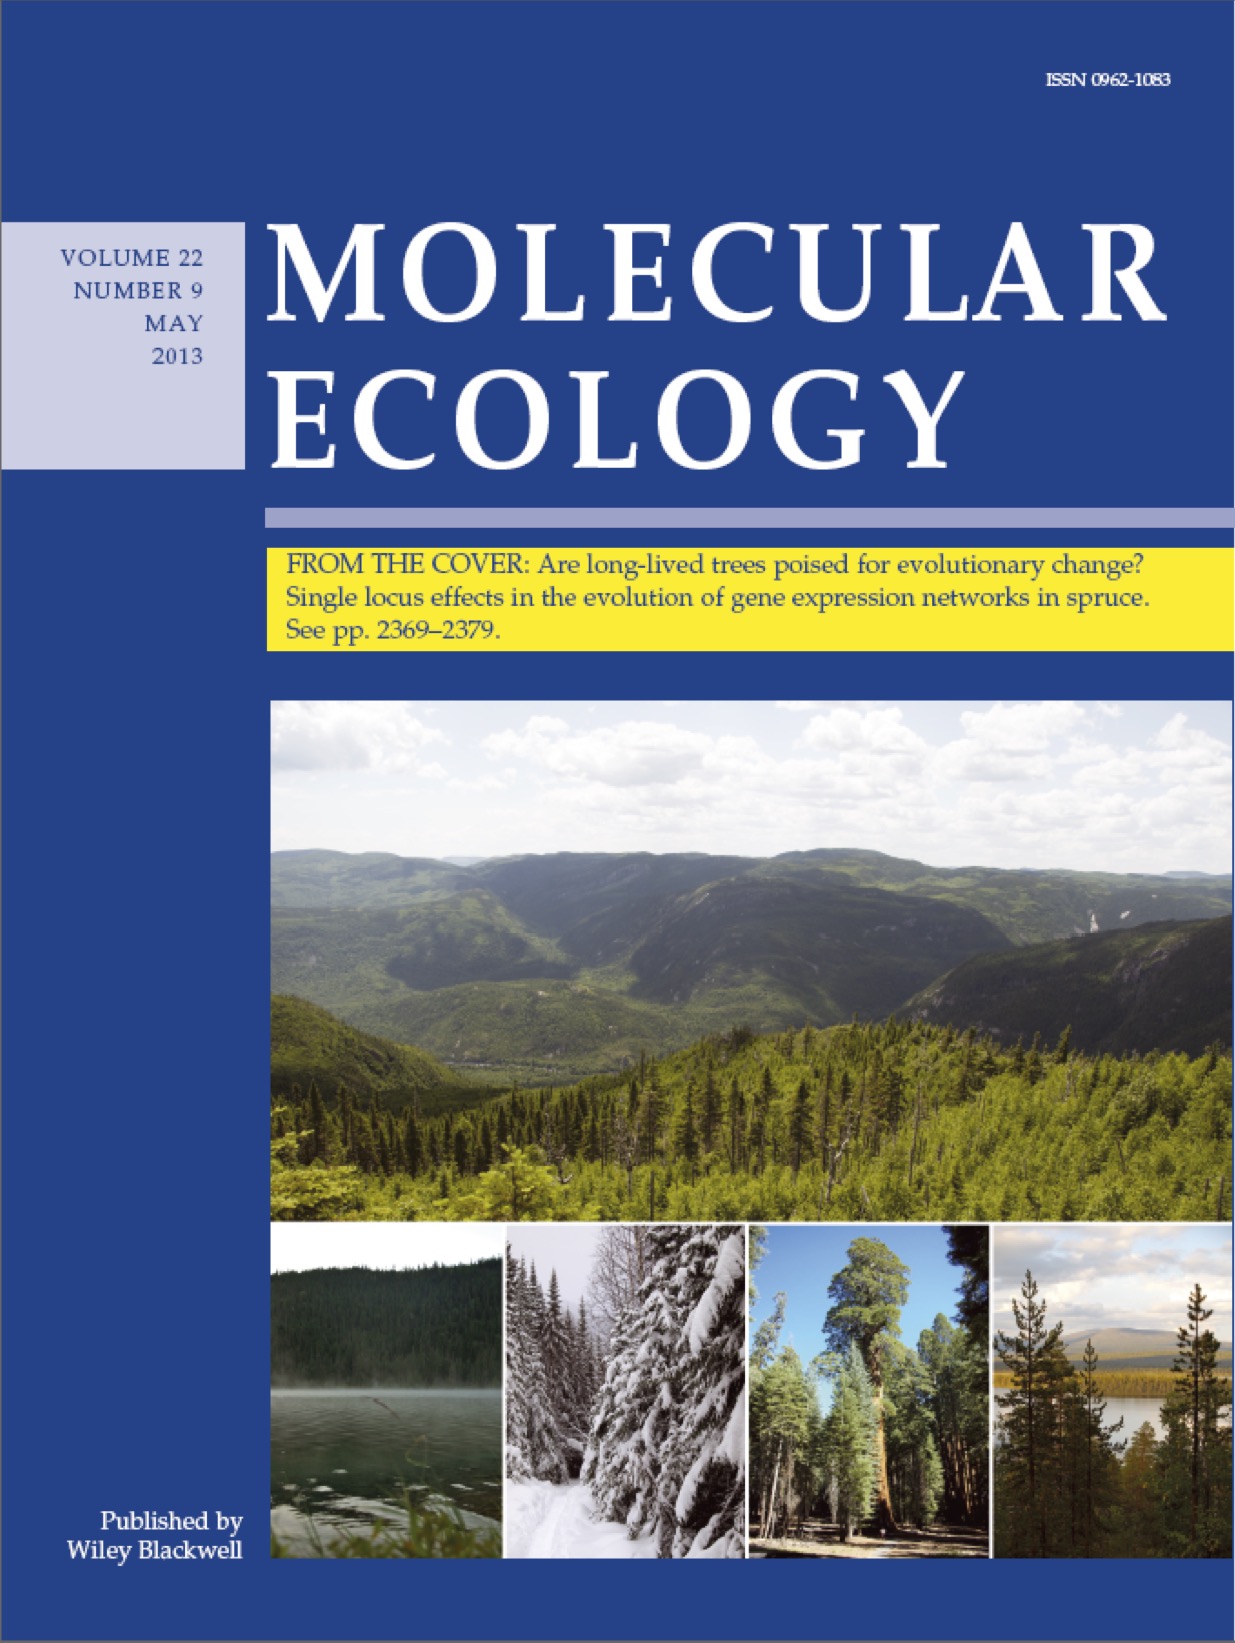 ISSN 0962-1083
VOLUME 22
NUMBER 9
MAY
2013
MOLECULAR
ECOLOGY
FROM THE COVER: Are long-lived trees poised for evolutionary change?
Single locus effects in the evolution of gene expression networks in spruce.
See pp. 2369–2379.
Published by
Wiley Blackwell